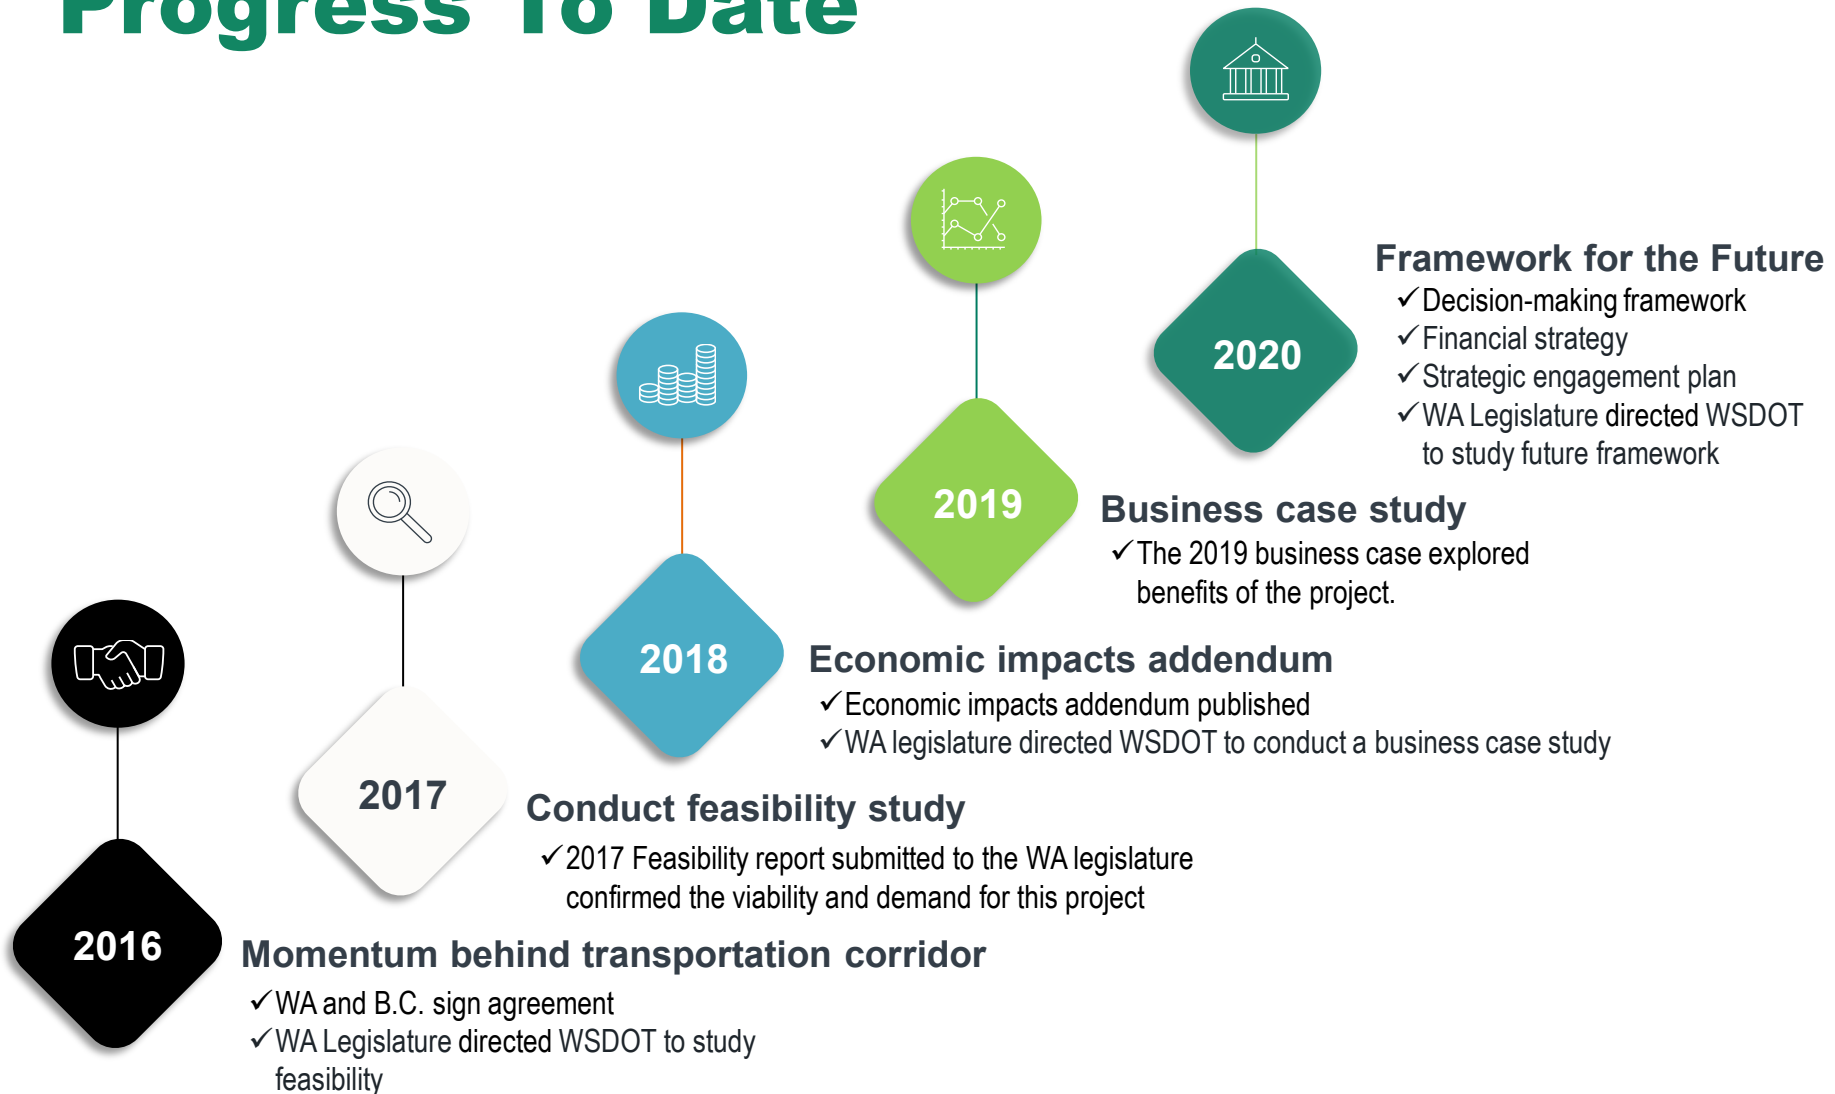 Progress To Date
2020
Framework for the Future
✓Decision-making framework
✓Financial strategy
✓Strategic engagement plan
✓WA Legislature directed WSDOT
to study future framework
2019
Business case study
✓The 2019 business case explored
benefits of the project.
2018
Economic impacts addendum
✓Economic impacts addendum published
✓WA legislature directed WSDOT to conduct a business case study
2017
Conduct feasibility study
✓2017 Feasibility report submitted to the WA legislature
confirmed the viability and demand for this project
2016
Momentum behind transportation corridor
✓WA and B.C. sign agreement
✓WA Legislature directed WSDOT to study
feasibility